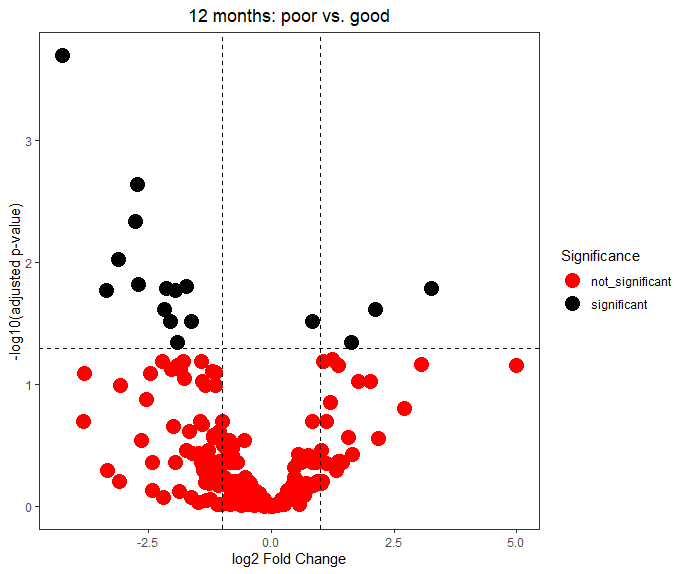 12 months: poor vs. good
-log10(adjusted p-value)
3
2
1
0
-2.5
0.0
2.5
5.0
log2 Fold Change
Significance
not_significant
significant